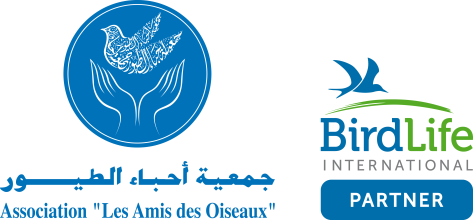 جمعية أحباء الطيور
Association "Les Amis des Oiseaux"
BirdLife
INTERNATIONAL
PARTNER